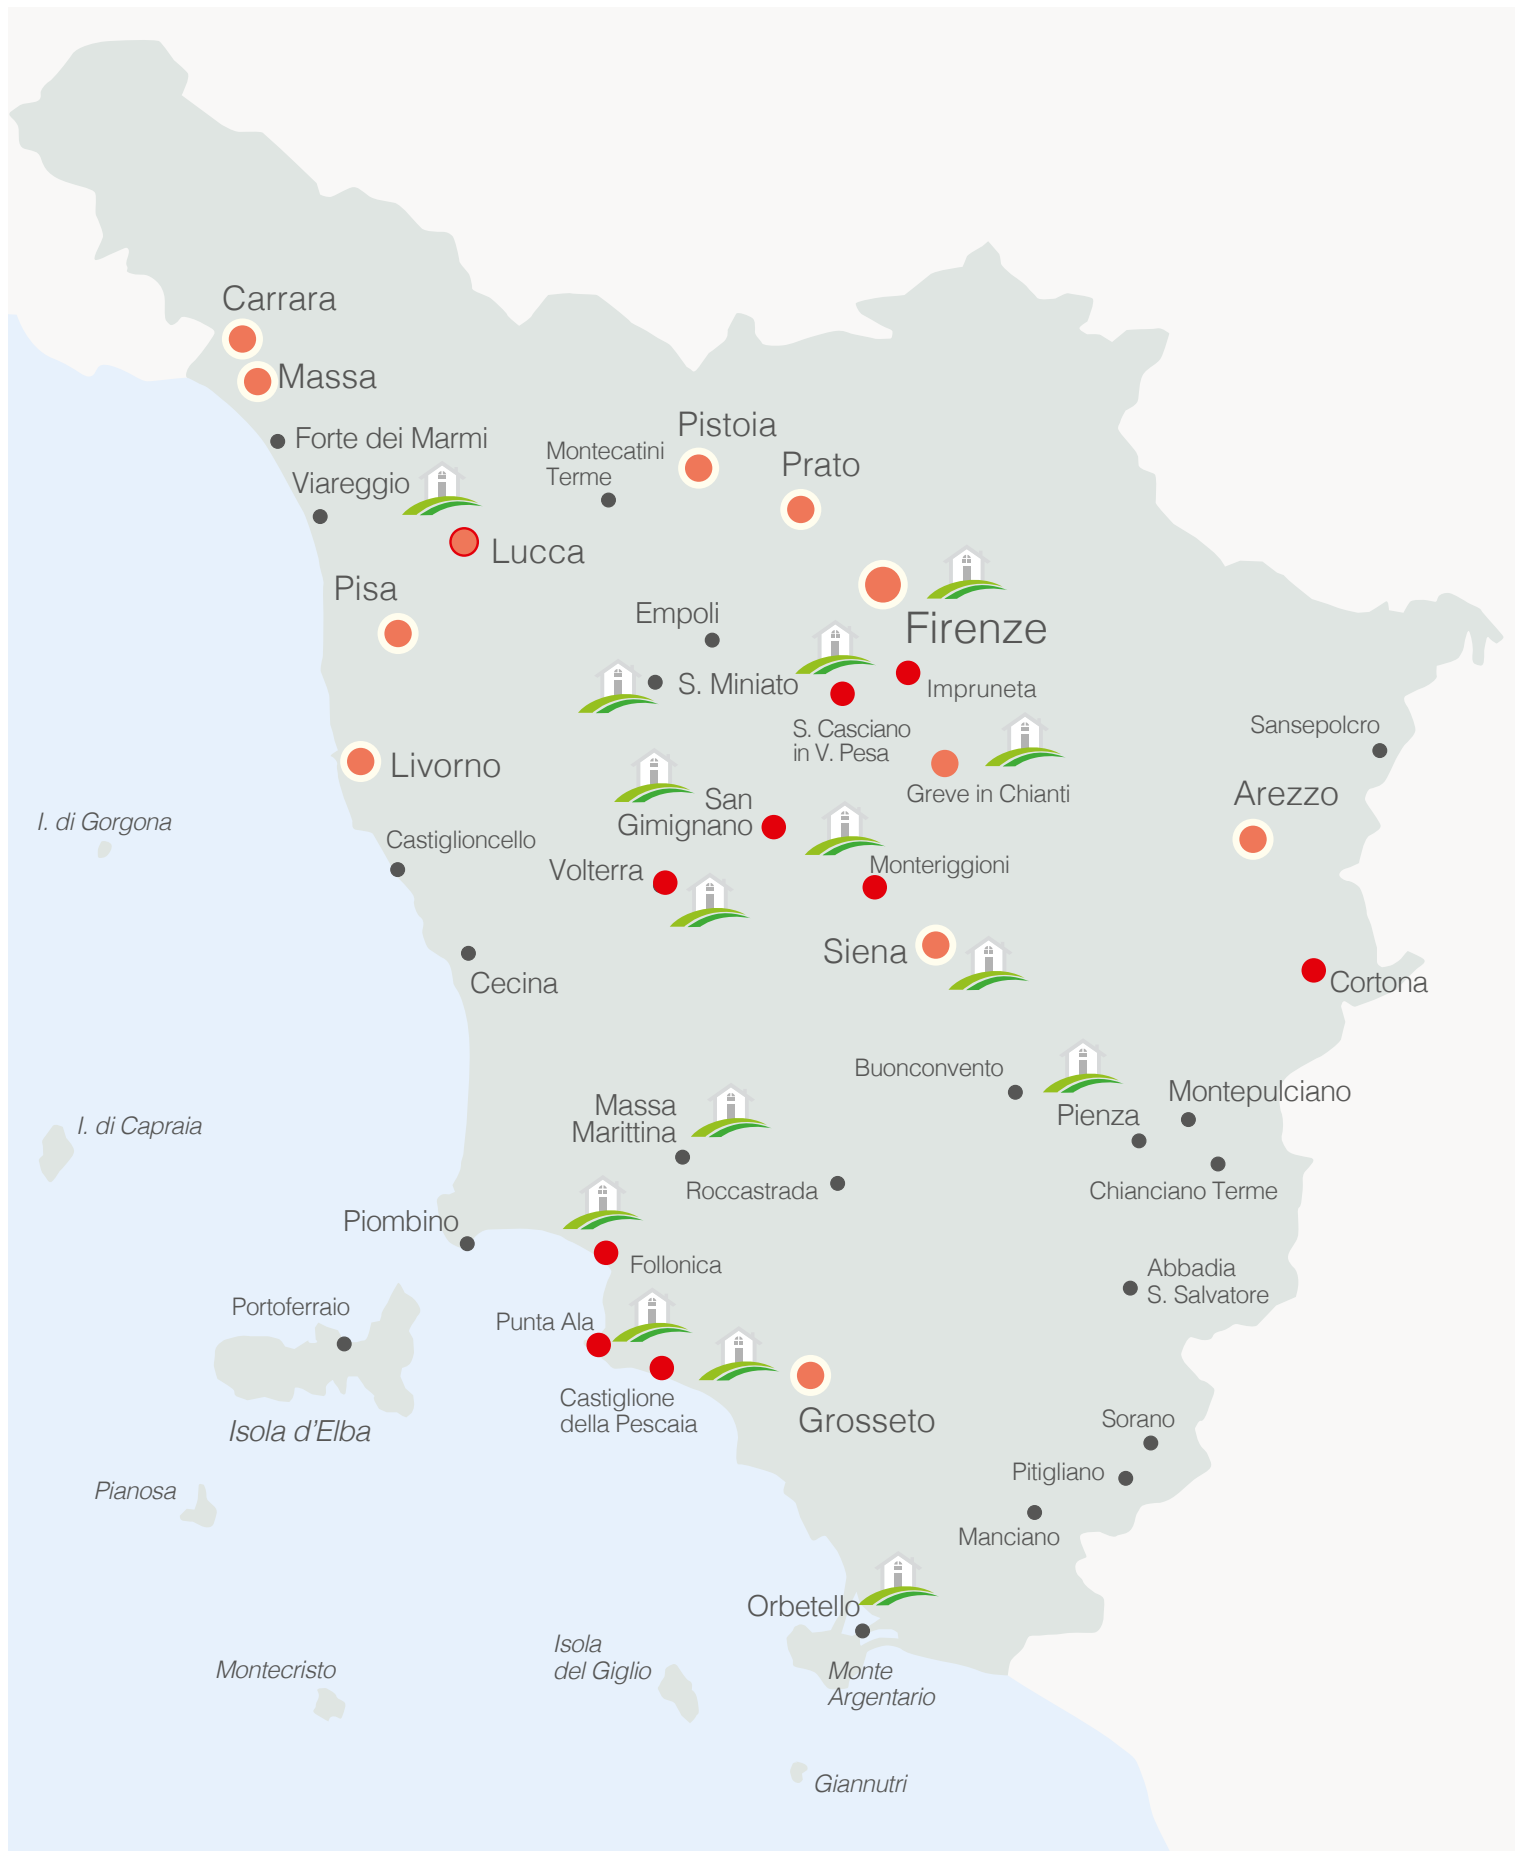 Carrara
Massa
Forte dei Marmi
Viareggio
Montecatini
Terme
Pistoia
Prato
Lucca
Pisa
Empoli
Firenze
S. Miniato
Impruneta
S. Casciano
in V. Pesa
Sansepolcro
Livorno
Greve in Chianti
Arezzo
San
Gimignano
I. di Gorgona
Castiglioncello
Volterra
Monteriggioni
Siena
Cecina
Cortona
Buonconvento
Montepulciano
Pienza
Massa
Marittina
I. di Capraia
Roccastrada
Chianciano Terme
Piombino
Follonica
Abbadia
S. Salvatore
Portoferraio
Punta Ala
Castiglione
della Pescaia
Grosseto
Isola d'Elba
Sorano
Pitigliano
Pianosa
Manciano
Orbetello
Isola
del Giglio
Montecristo
Monte
Argentario
Giannutri